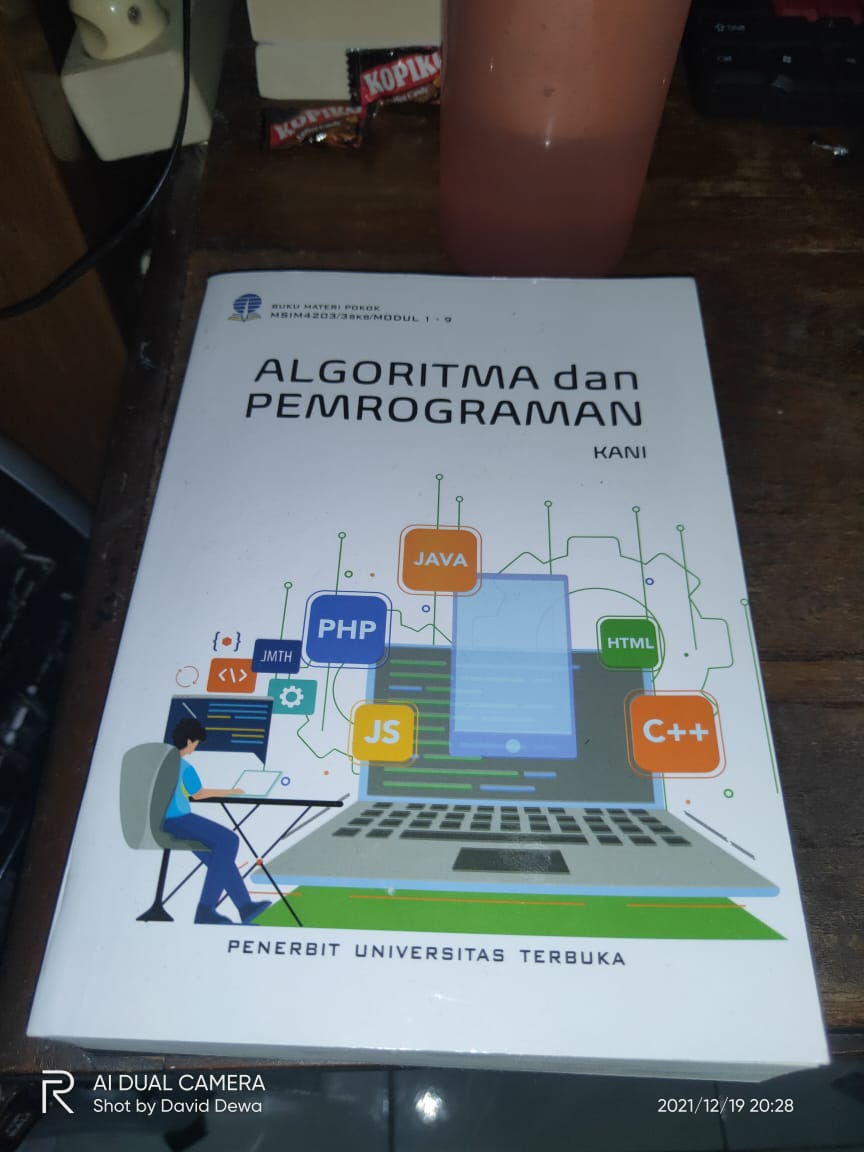 KOPIKO
KOPIKO
BUKU MATERI POKOK
MSIM4203/3SKS/MODUL 1 - 9
ALGORITMA dan
PEMROGRAMAN
KANI
JAVA
PHP
HTML
{ }
JMTH
<\>
JS
C++
PENERBIT UNIVERSITAS TERBUKA
AI DUAL CAMERA
Shot by David Dewa
2021/12/19 20:28